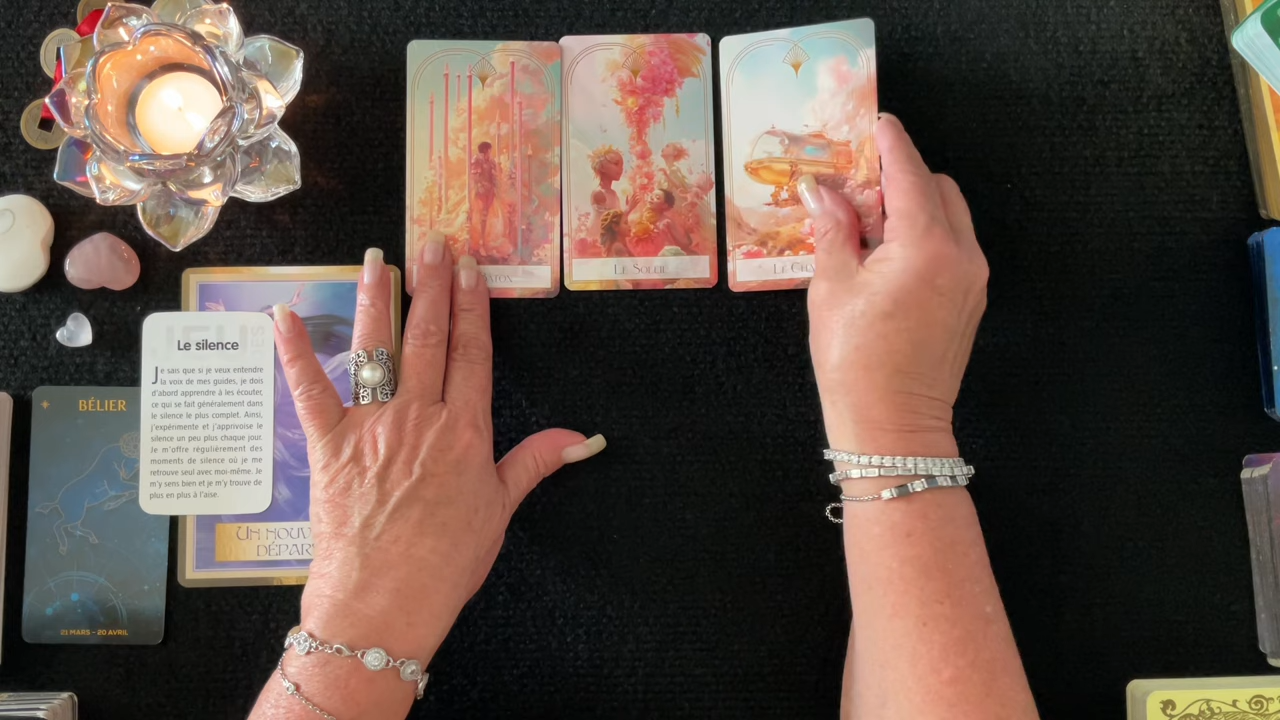 Le Soleil
Le silence
Je sais que si je veux entendre
la voix de mes guides, je dois
d'abord apprendre à les écouter,
ce qui se fait généralement dans
le silence le plus complet. Ainsi,
j'expérimente et j'apprivoise le
silence un peu plus chaque jour.
Je m'offre régulièrement des
moments de silence où je me
retrouve seul avec moi-même. Je
m'y sens bien et je m'y trouve de
plus en plus à l'aise.
BÉLIER
21 MARS - 20 AVRIL
UN NOUV
DÉPAR